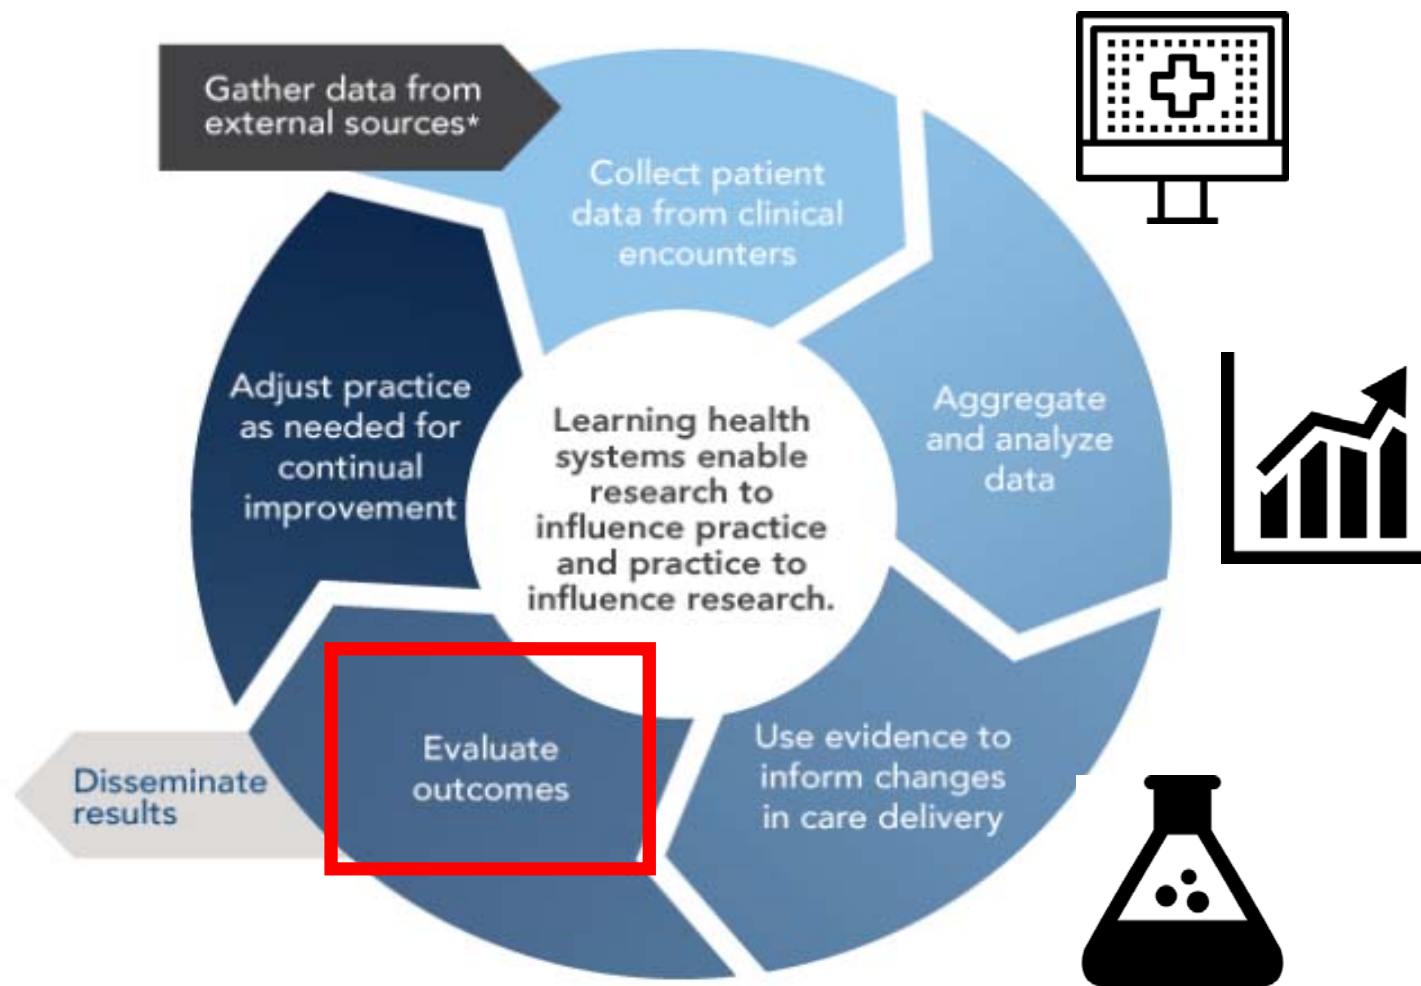 Gather data from
external sources*
Collect patient
data from clinical
encounters
Aggregate
and analyze
data
Use evidence to
inform changes
in care delivery
Evaluate
outcomes
Disseminate
results
Adjust practice
as needed for
continual
improvement
Learning health
systems enable
research to
influence practice
and practice to
influence research.